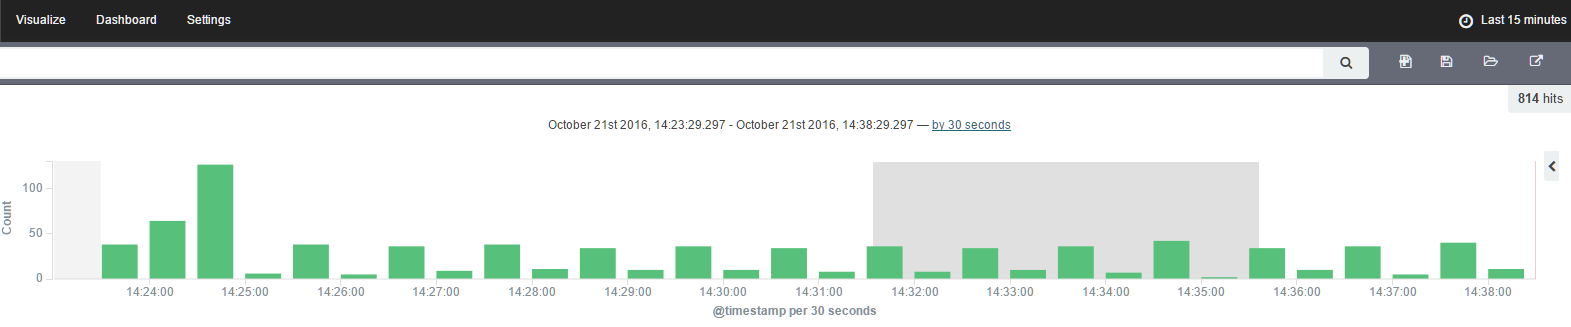 Visualize Dashboard Settings Last 15 minutes
814 hits
October 21st 2016, 14:23:29.297 - October 21st 2016, 14:38:29.297 — by 30 seconds
100
50
0
Count
14:24:00 14:25:00 14:26:00 14:27:00 14:28:00 14:29:00 14:30:00 14:31:00 14:32:00 14:33:00 14:34:00 14:35:00 14:36:00 14:37:00 14:38:00
@timestamp per 30 seconds